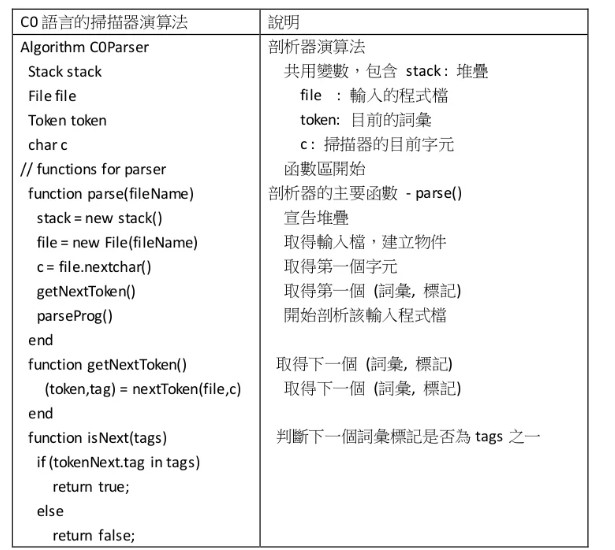 C0 語言的掃描器演算法 說明
Algorithm C0Parser 剖析器演算法
Stack stack 共用變數，包含 stack : 堆疊
File file file : 輸入的程式檔
Token token token: 目前的詞彙
char c c : 掃描器的目前字元
// functions for parser 函數區開始
function parse(fileName) 剖析器的主要函數 - parse()
stack = new stack() 宣告堆疊
file = new File(fileName) 取得輸入檔，建立物件
c = file.nextchar() 取得第一個字元
getNextToken() 取得第一個 (詞彙, 標記)
parseProg() 開始剖析該輸入程式檔
end
function getNextToken() 取得下一個 (詞彙, 標記)
(token,tag) = nextToken(file,c) 取得下一個 (詞彙, 標記)
end
function isNext(tags) 判斷下一個詞彙標記是否為 tags 之一
if (tokenNext.tag in tags)
return true;
else
return false;